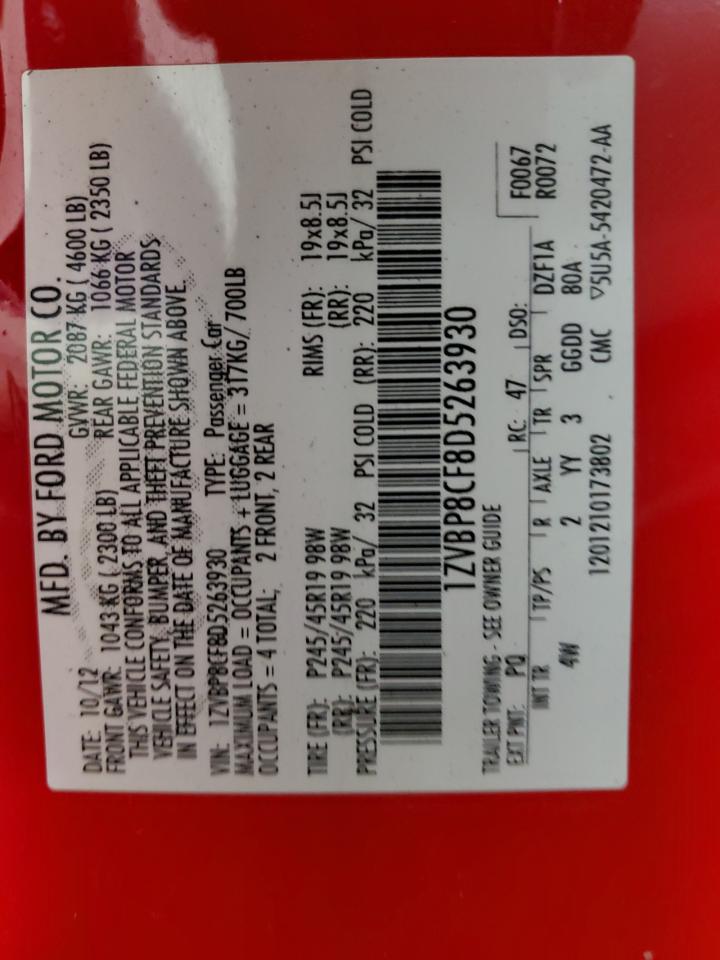 MFD. BY FORD MOTOR CO.
DATE: 10/12 GVWR: 2087 KG ( 4600 LB)
FRONT GAWR: 1043 KG ( 2300 LB) REAR GAWR: 1066 KG ( 2350 LB)
THIS VEHICLE CONFORMS TO ALL APPLICABLE FEDERAL MOTOR
VEHICLE SAFETY, BUMPER, AND THEFT PREVENTION STANDARDS
IN EFFECT ON THE DATE OF MANUFACTURE SHOWN ABOVE.
VIN: 1ZVBP8CF8D5263930 TYPE: Passenger Car
MAXIMUM LOAD = OCCUPANTS + LUGGAGE = 317KG/ 700LB
OCCUPANTS = 4 TOTAL: 2 FRONT, 2 REAR
TIRE (FR): P245/45R19 98W RIMS (FR): 19x8.5J
(RR): P245/45R19 98W (RR): 19x8.5J
PRESSURE (FR): 220 kPa/ 32 PSI COLD (RR): 220 kPa/ 32 PSI COLD
1ZVBP8CF8D5263930
TRAILER TOWING - SEE OWNER GUIDE
EXT PNT: PQ RC: 47 DSO: F0067
R0072
INT TR TP/PS R AXLE TR SPR DZF1A
4W 2 YY 3 GGDD 80A
1201210173802 CMC ▽5U5A-5420472-AA